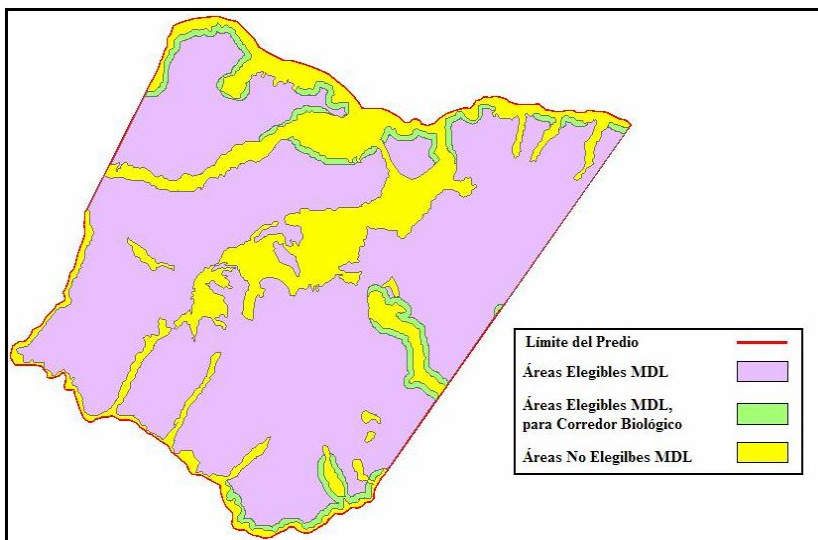 Límite del Predio
Áreas Elegibles MDL
Áreas Elegibles MDL,
para Corredor Biológico
Áreas No Elegilbes MDL